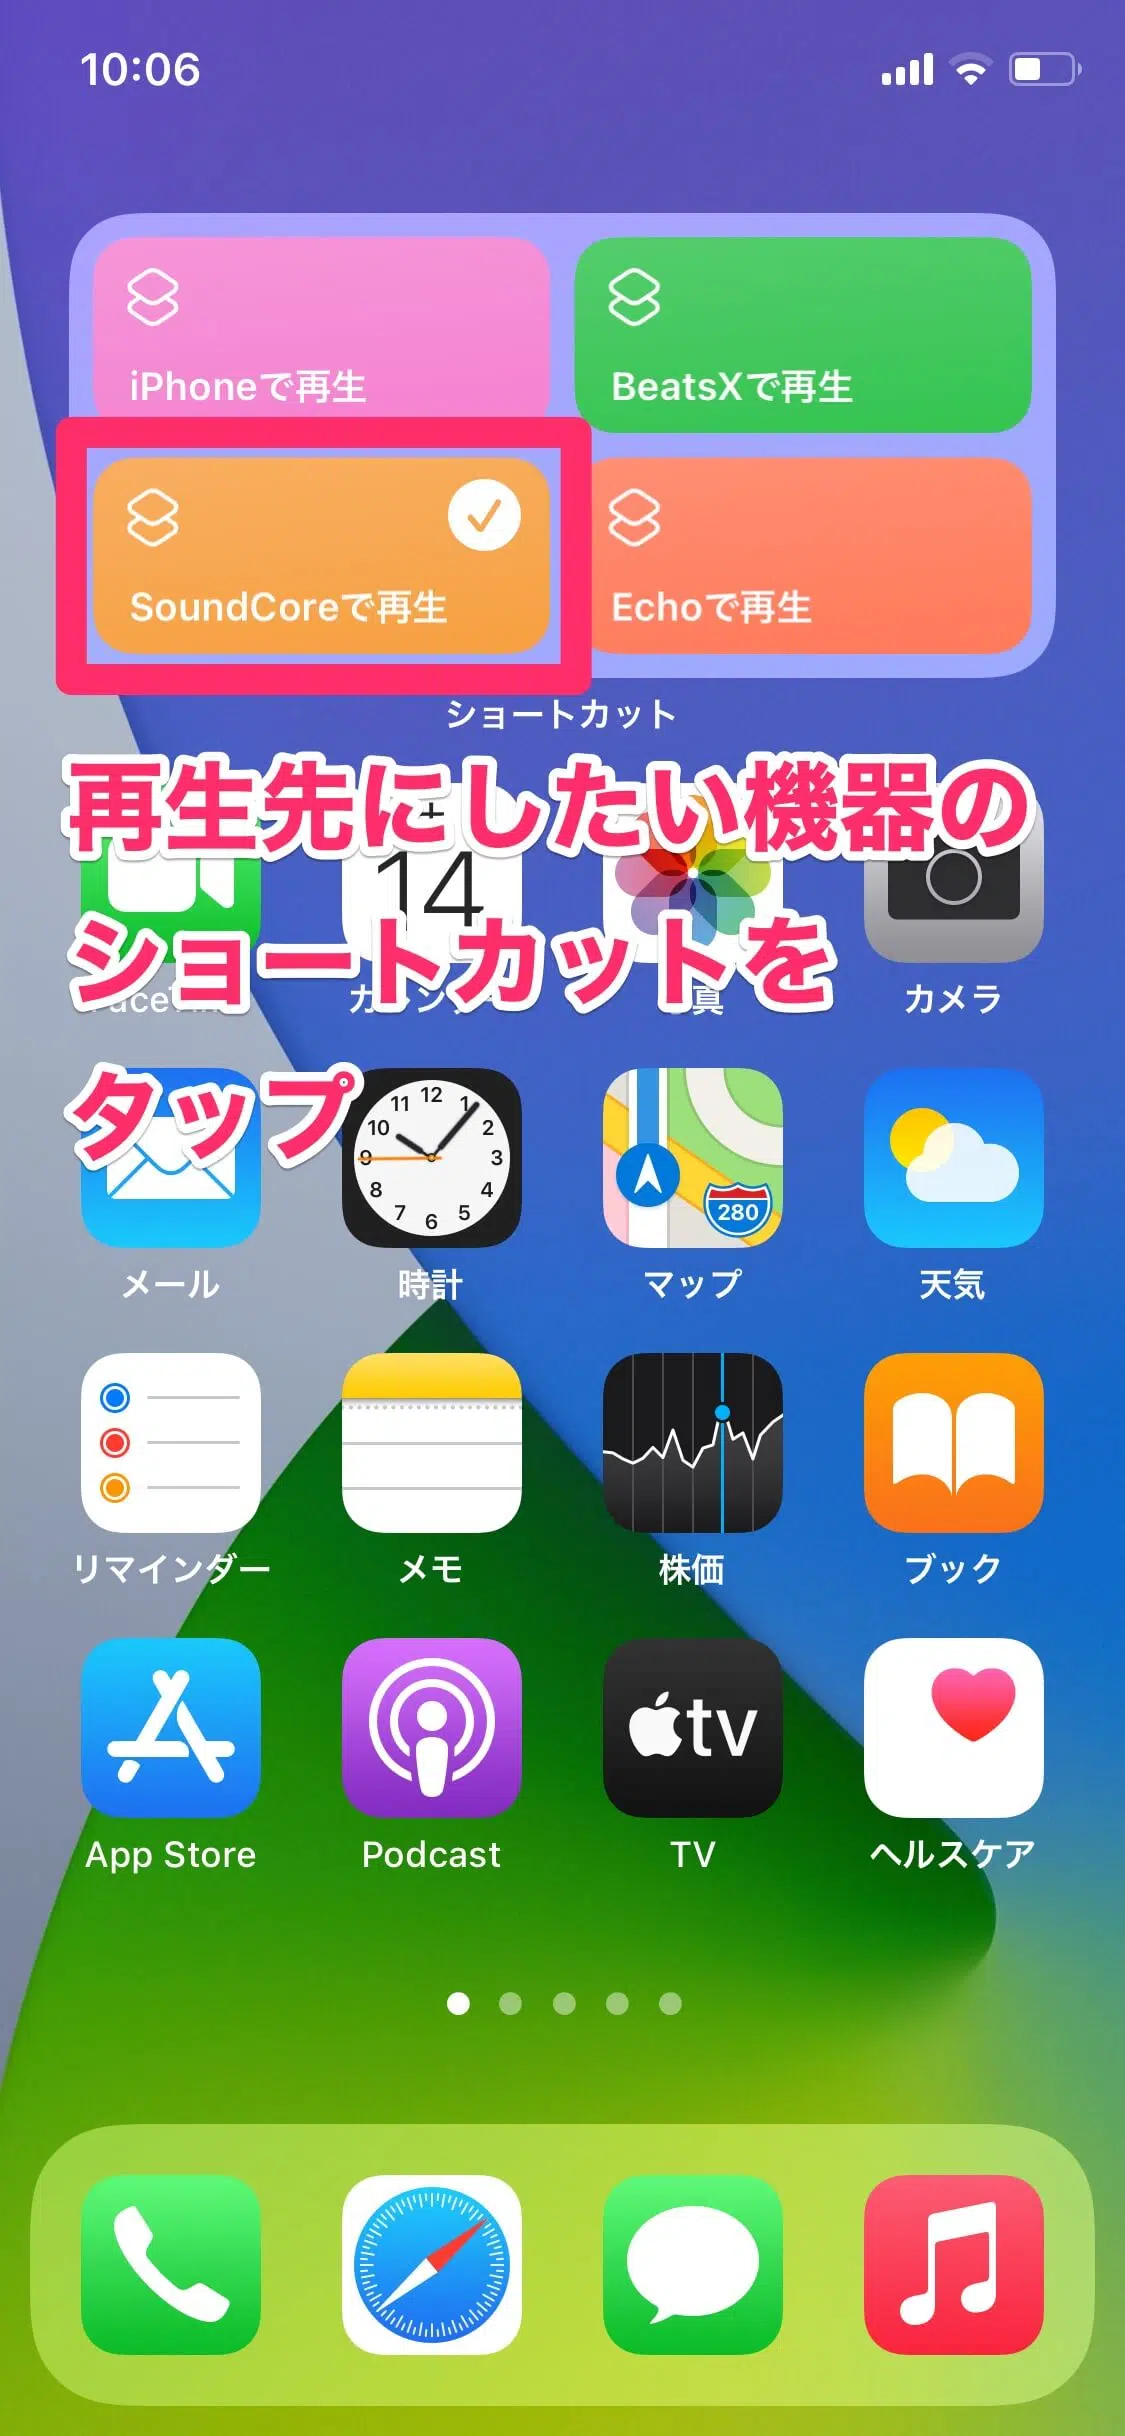 10:06
iPhoneで再生
BeatsXで再生
SoundCoreで再生
Echoで再生
ショートカット
再生先にしたい機器の
ショートカットを
タップ
14
カメラ
12
11
1
10
2
9
3
8
4
7
5
6
280
メール
時計
マップ
天気
リマインダー
メモ
株価
ブック
tv
App Store
Podcast
TV
ヘルスケア